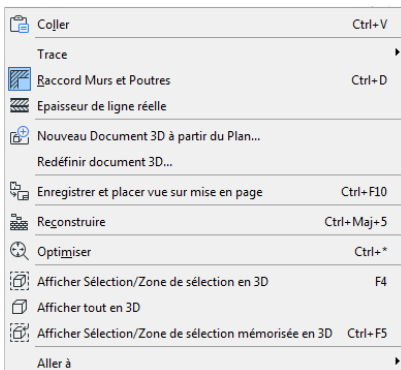 Coller Ctrl+V
Trace
Raccord Murs et Poutres Ctrl+D
Epaisseur de ligne réelle
Nouveau Document 3D à partir du Plan...
Redéfinir document 3D...
Enregistrer et placer vue sur mise en page Ctrl+F10
Reconstruire Ctrl+Maj+5
Optimiser Ctrl+*
Afficher Sélection/Zone de sélection en 3D F4
Afficher tout en 3D
Afficher Sélection/Zone de sélection mémorisée en 3D Ctrl+F5
Aller à